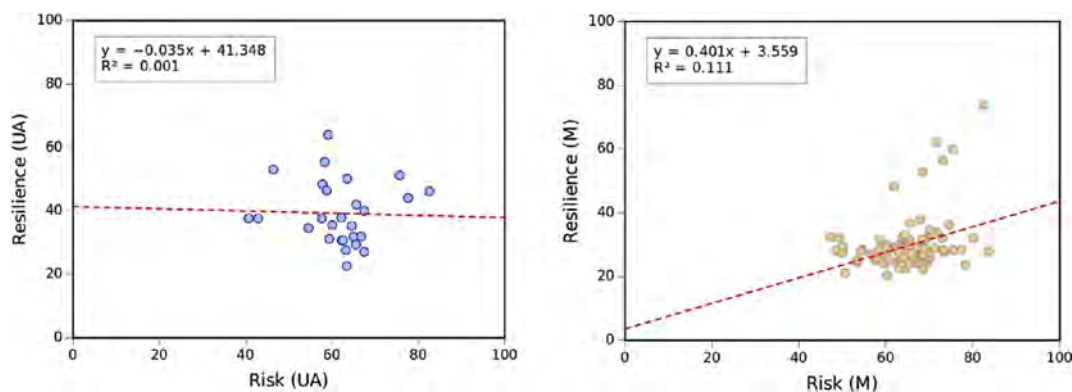 y = −0.035x + 41.348
R² = 0.001
100
80
60
40
20
0
Resilience (UA)
0 20 40 60 80 100
Risk (UA)
y = 0.401x + 3.559
R² = 0.111
100
80
60
40
20
0
Resilience (M)
0 20 40 60 80 100
Risk (M)